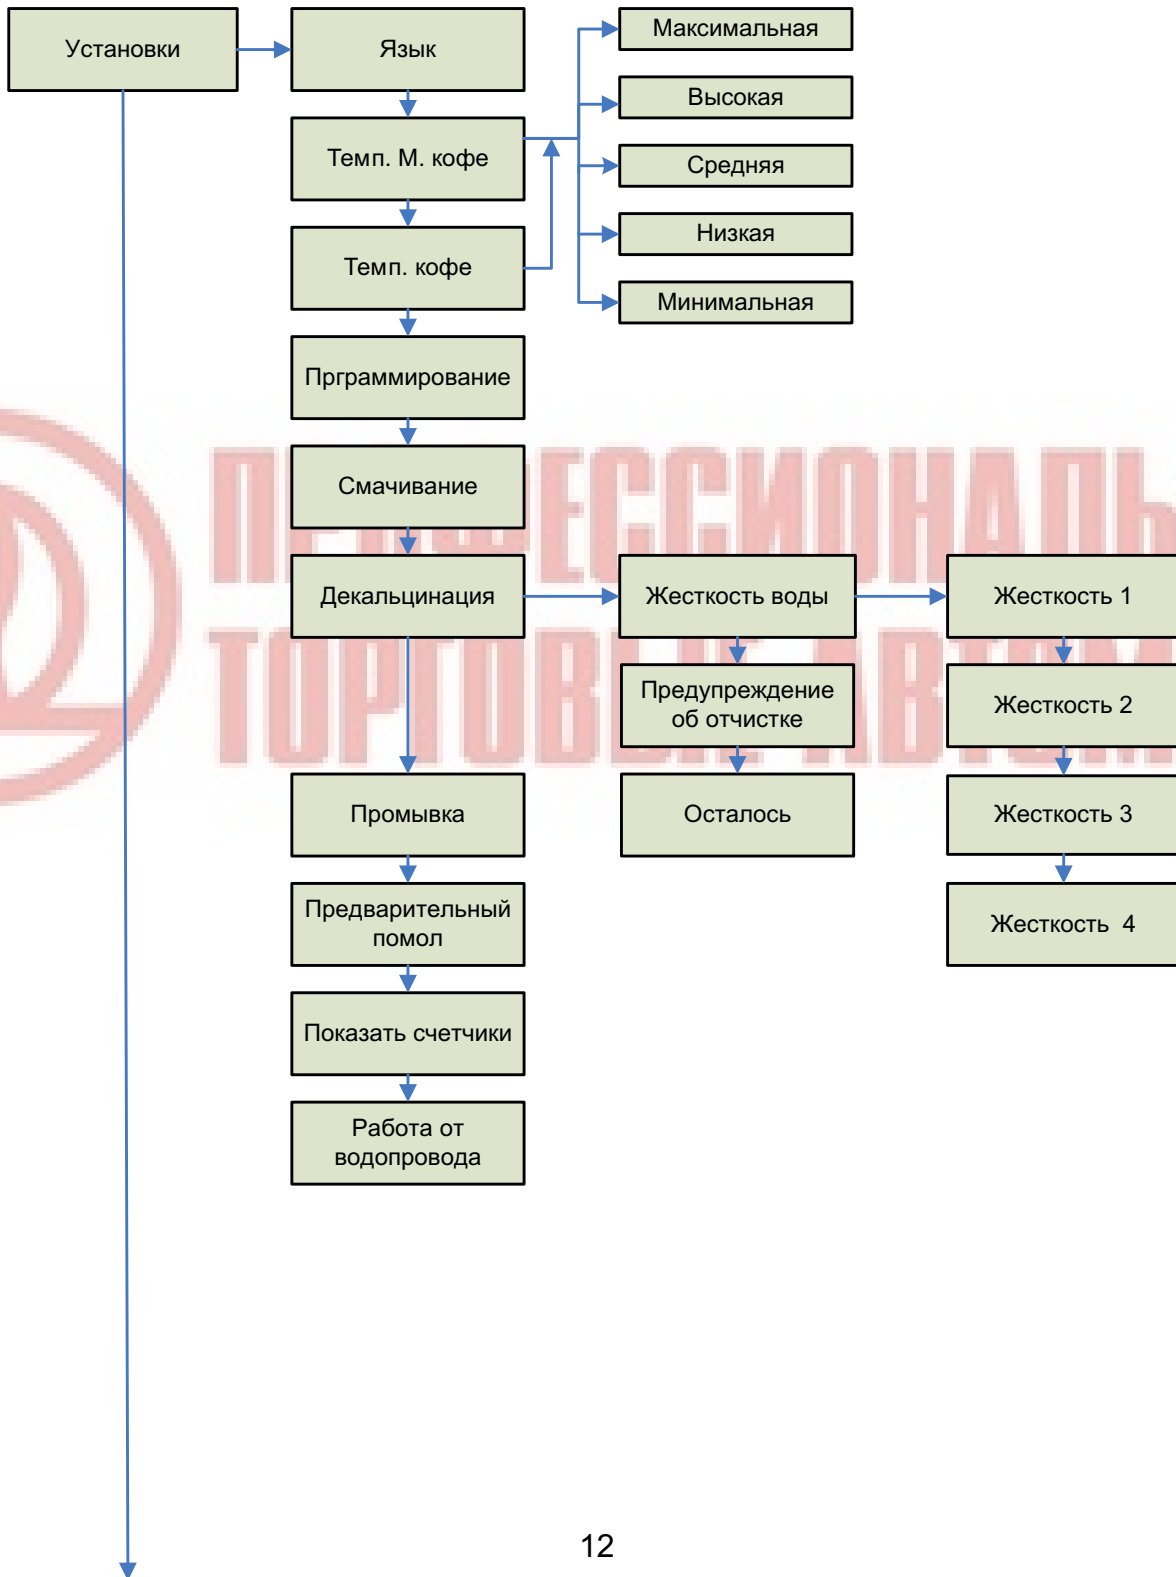 Установки
Язык
Максимальная
Высокая
Темп. М. кофе
Средняя
Низкая
Темп. кофе
Минимальная
Прграммирование
Смачивание
Декальцинация
Жесткость воды
Жесткость 1
Предупреждение
об отчистке
Жесткость 2
Промывка
Осталось
Жесткость 3
Предварительный
помол
Жесткость 4
Показать счетчики
Работа от
водопровода
12